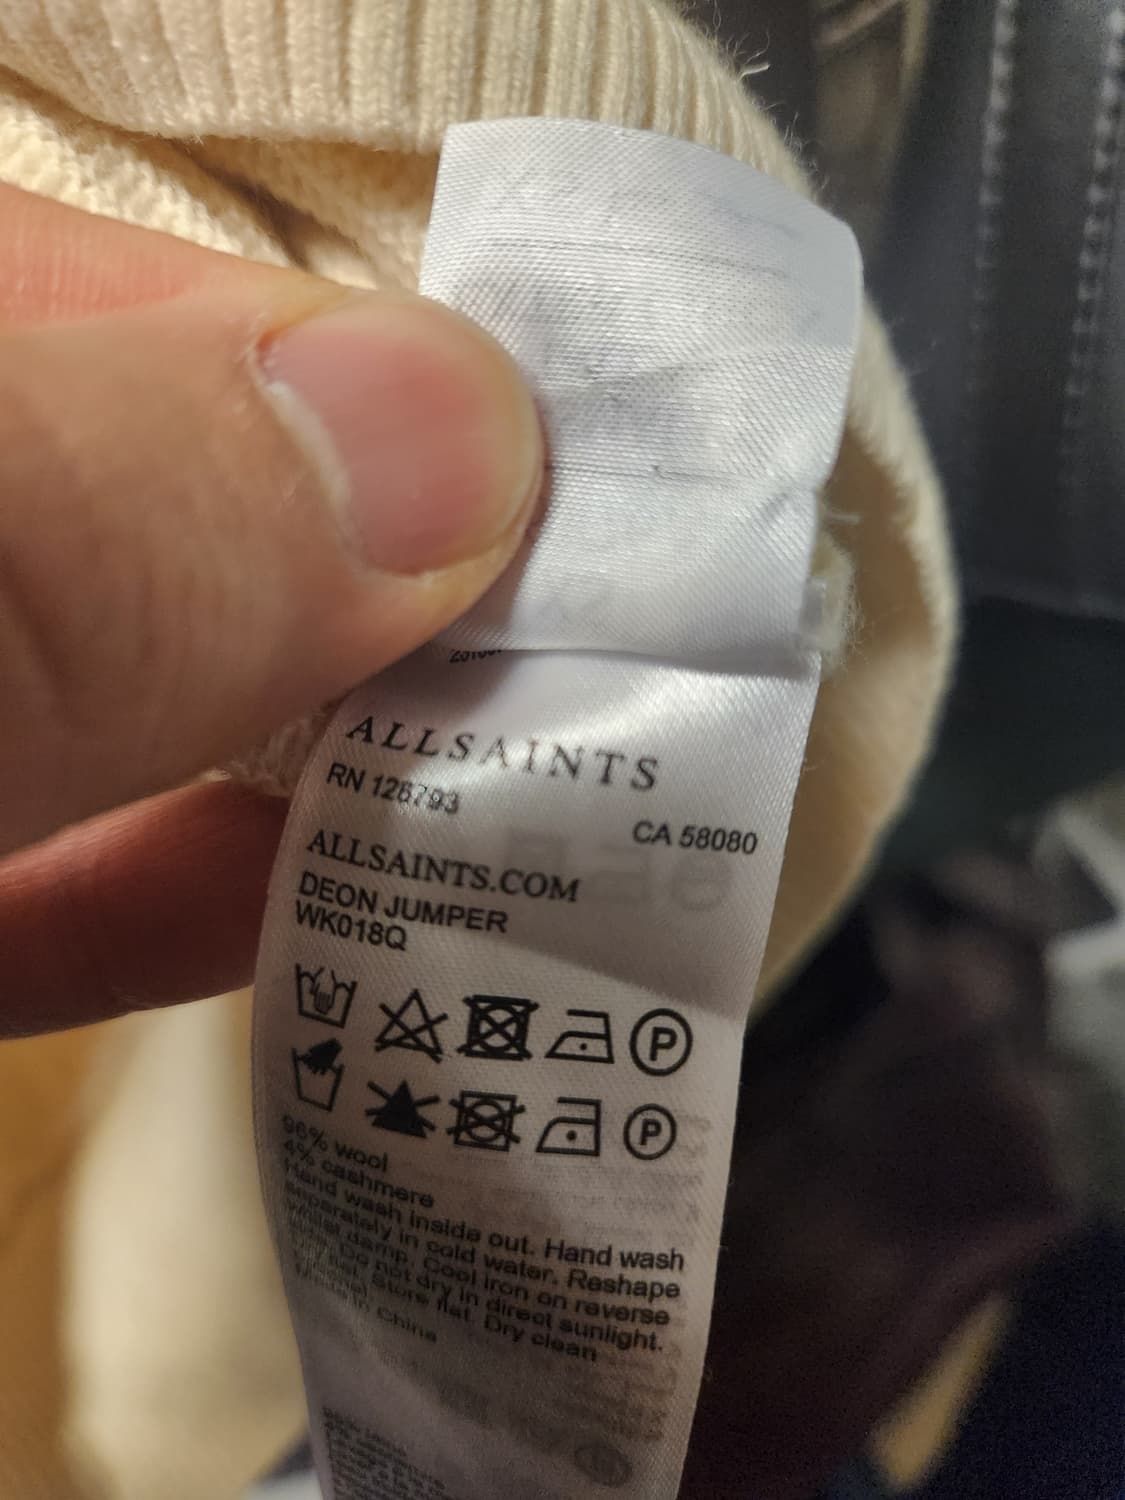 ALLSAINTS
RN 128793
CA 58080
ALLSAINTS.COM
DEON JUMPER
WK018Q
P
P
96% wool
4% cashmere
Hand wash inside out. Hand wash
separately in cold water. Reshape
whilst damp. Cool iron on reverse
Do not dry in direct sunlight.
Store flat. Dry clean
in China